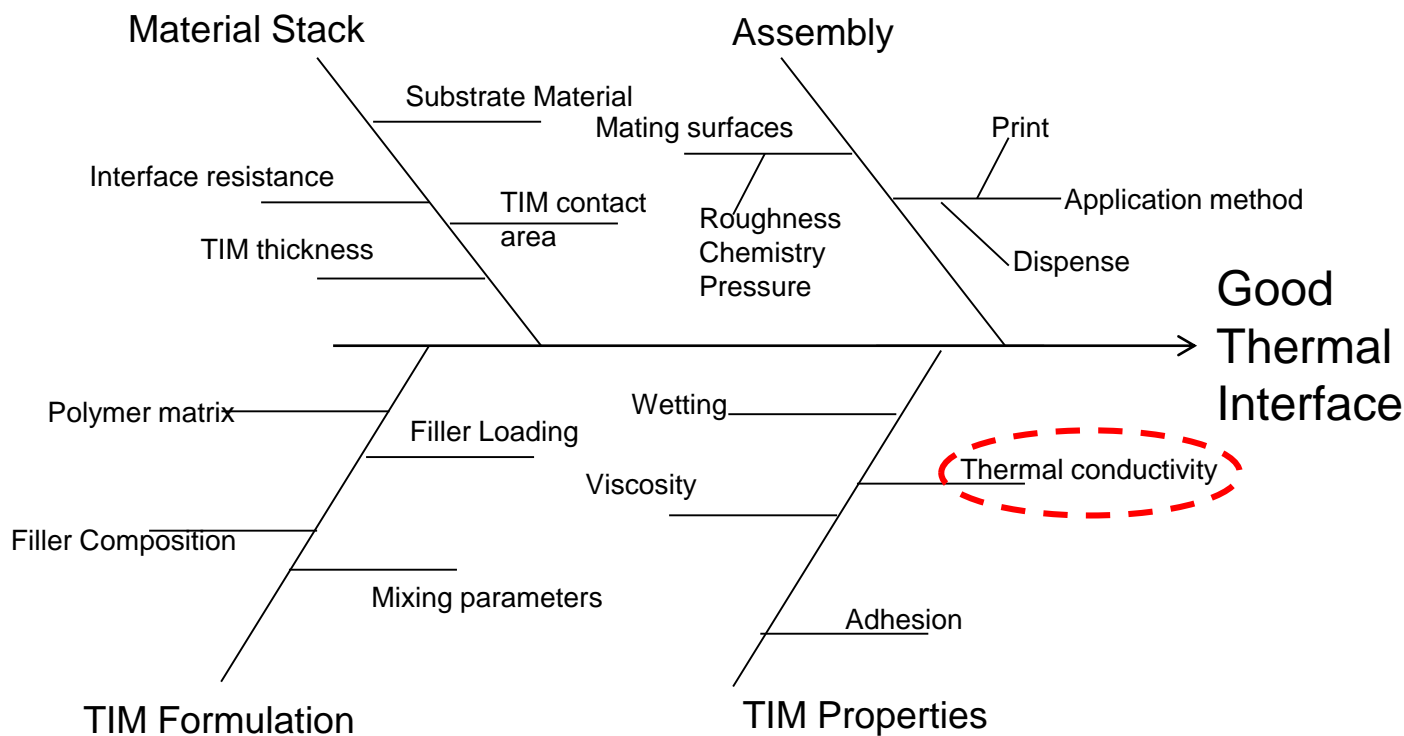 Material Stack
Assembly
Substrate Material
Mating surfaces
Print
Interface resistance
TIM contact
area
Roughness
Chemistry
Pressure
Application method
TIM thickness
Dispense
Good
Thermal
Interface
Polymer matrix
Filler Loading
Wetting
Thermal conductivity
Viscosity
Filler Composition
Mixing parameters
Adhesion
TIM Formulation
TIM Properties